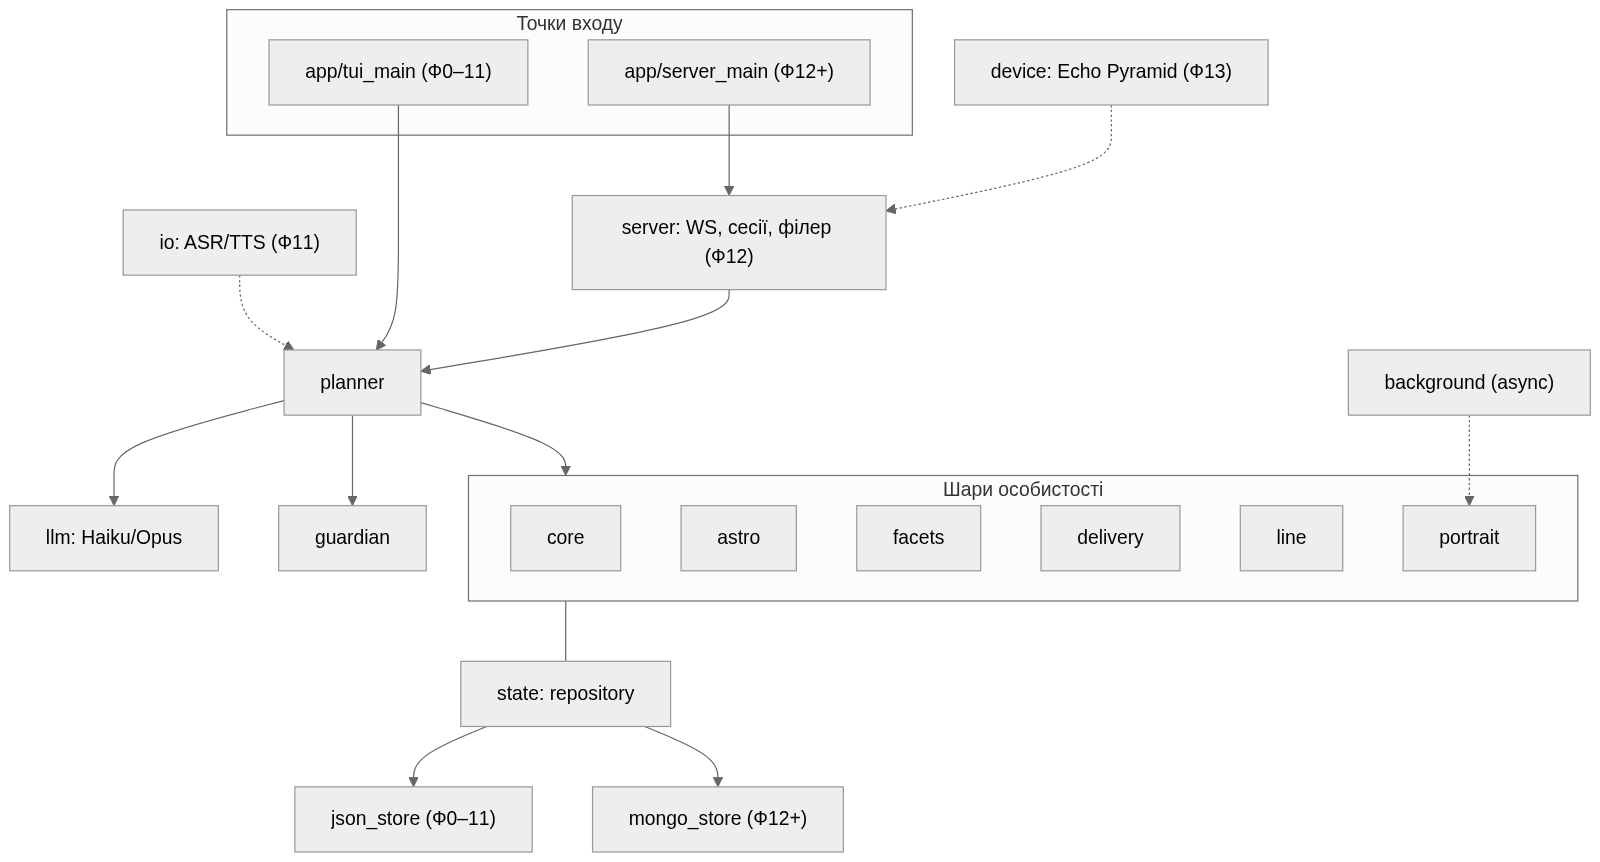 Точки входу
app/tui_main (Ф0–11)
app/server_main (Ф12+)
device: Echo Pyramid (Ф13)
io: ASR/TTS (Ф11)
server: WS, сесії, філер
(Ф12)
planner
background (async)
llm: Haiku/Opus
guardian
Шари особистості
core
astro
facets
delivery
line
portrait
state: repository
json_store (Ф0–11)
mongo_store (Ф12+)